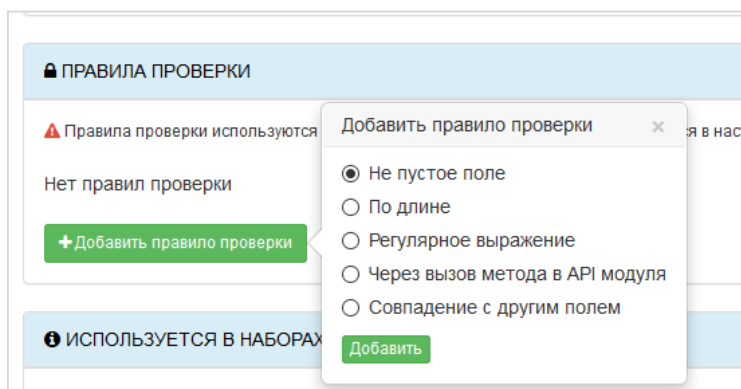 ПРАВИЛА ПРОВЕРКИ
Правила проверки используются
я в нас
Нет правил проверки
+Добавить правило проверки
Добавить правило проверки ×
Не пустое поле
По длине
Регулярное выражение
Через вызов метода в API модуля
Совпадение с другим полем
Добавить
ИСПОЛЬЗУЕТСЯ В НАБОРАХ